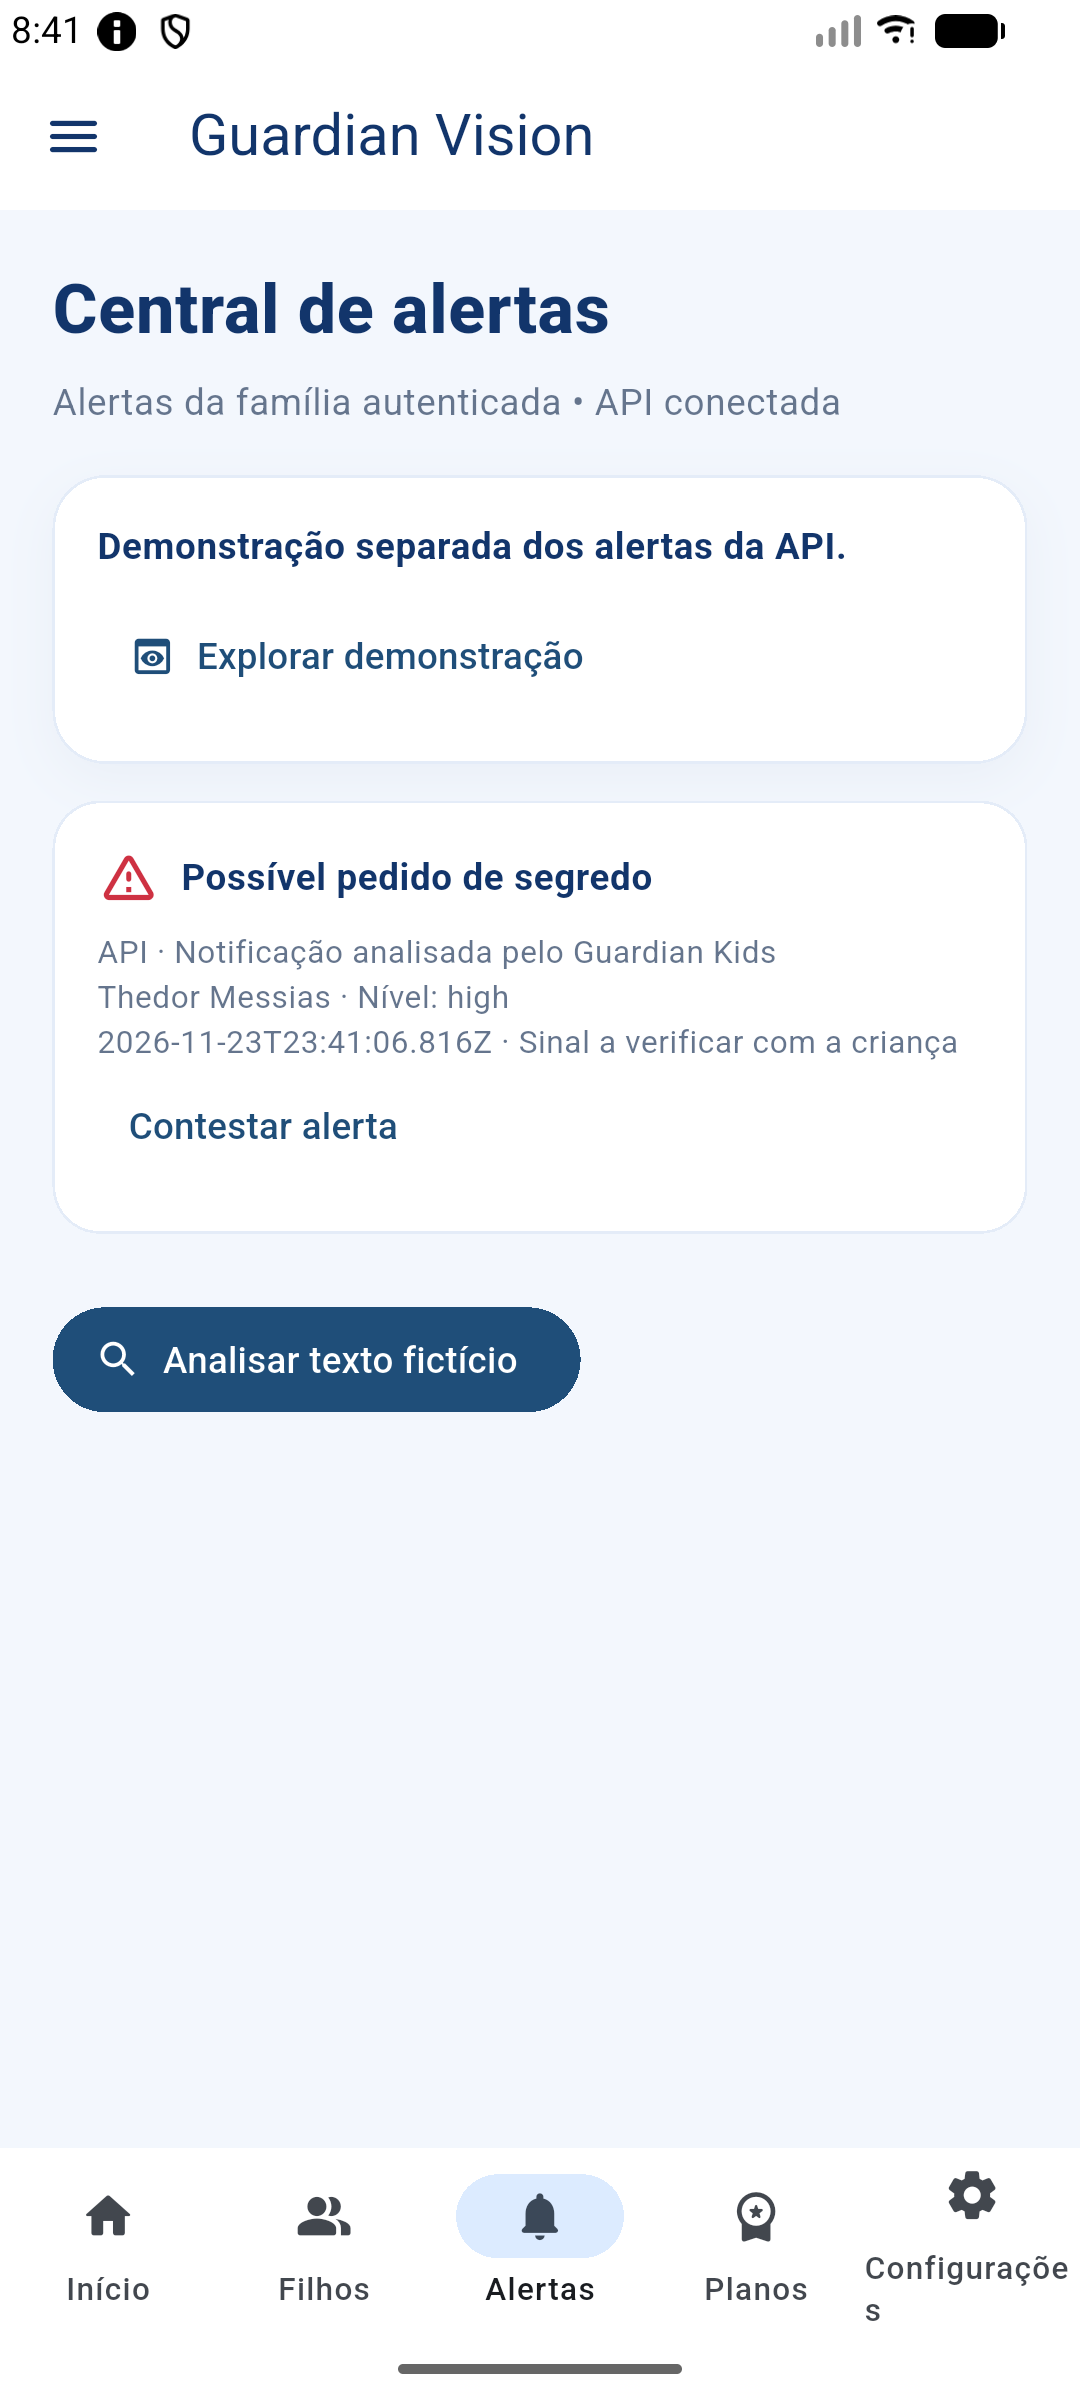 8:41
Guardian Vision
Central de alertas
Alertas da família autenticada • API conectada
Demonstração separada dos alertas da API.
Explorar demonstração
Possível pedido de segredo
API · Notificação analisada pelo Guardian Kids
Thedor Messias · Nível: high
2026-11-23T23:41:06.816Z · Sinal a verificar com a criança
Contestar alerta
Analisar texto fictício
Início
Filhos
Alertas
Planos
Configuraçõe
s